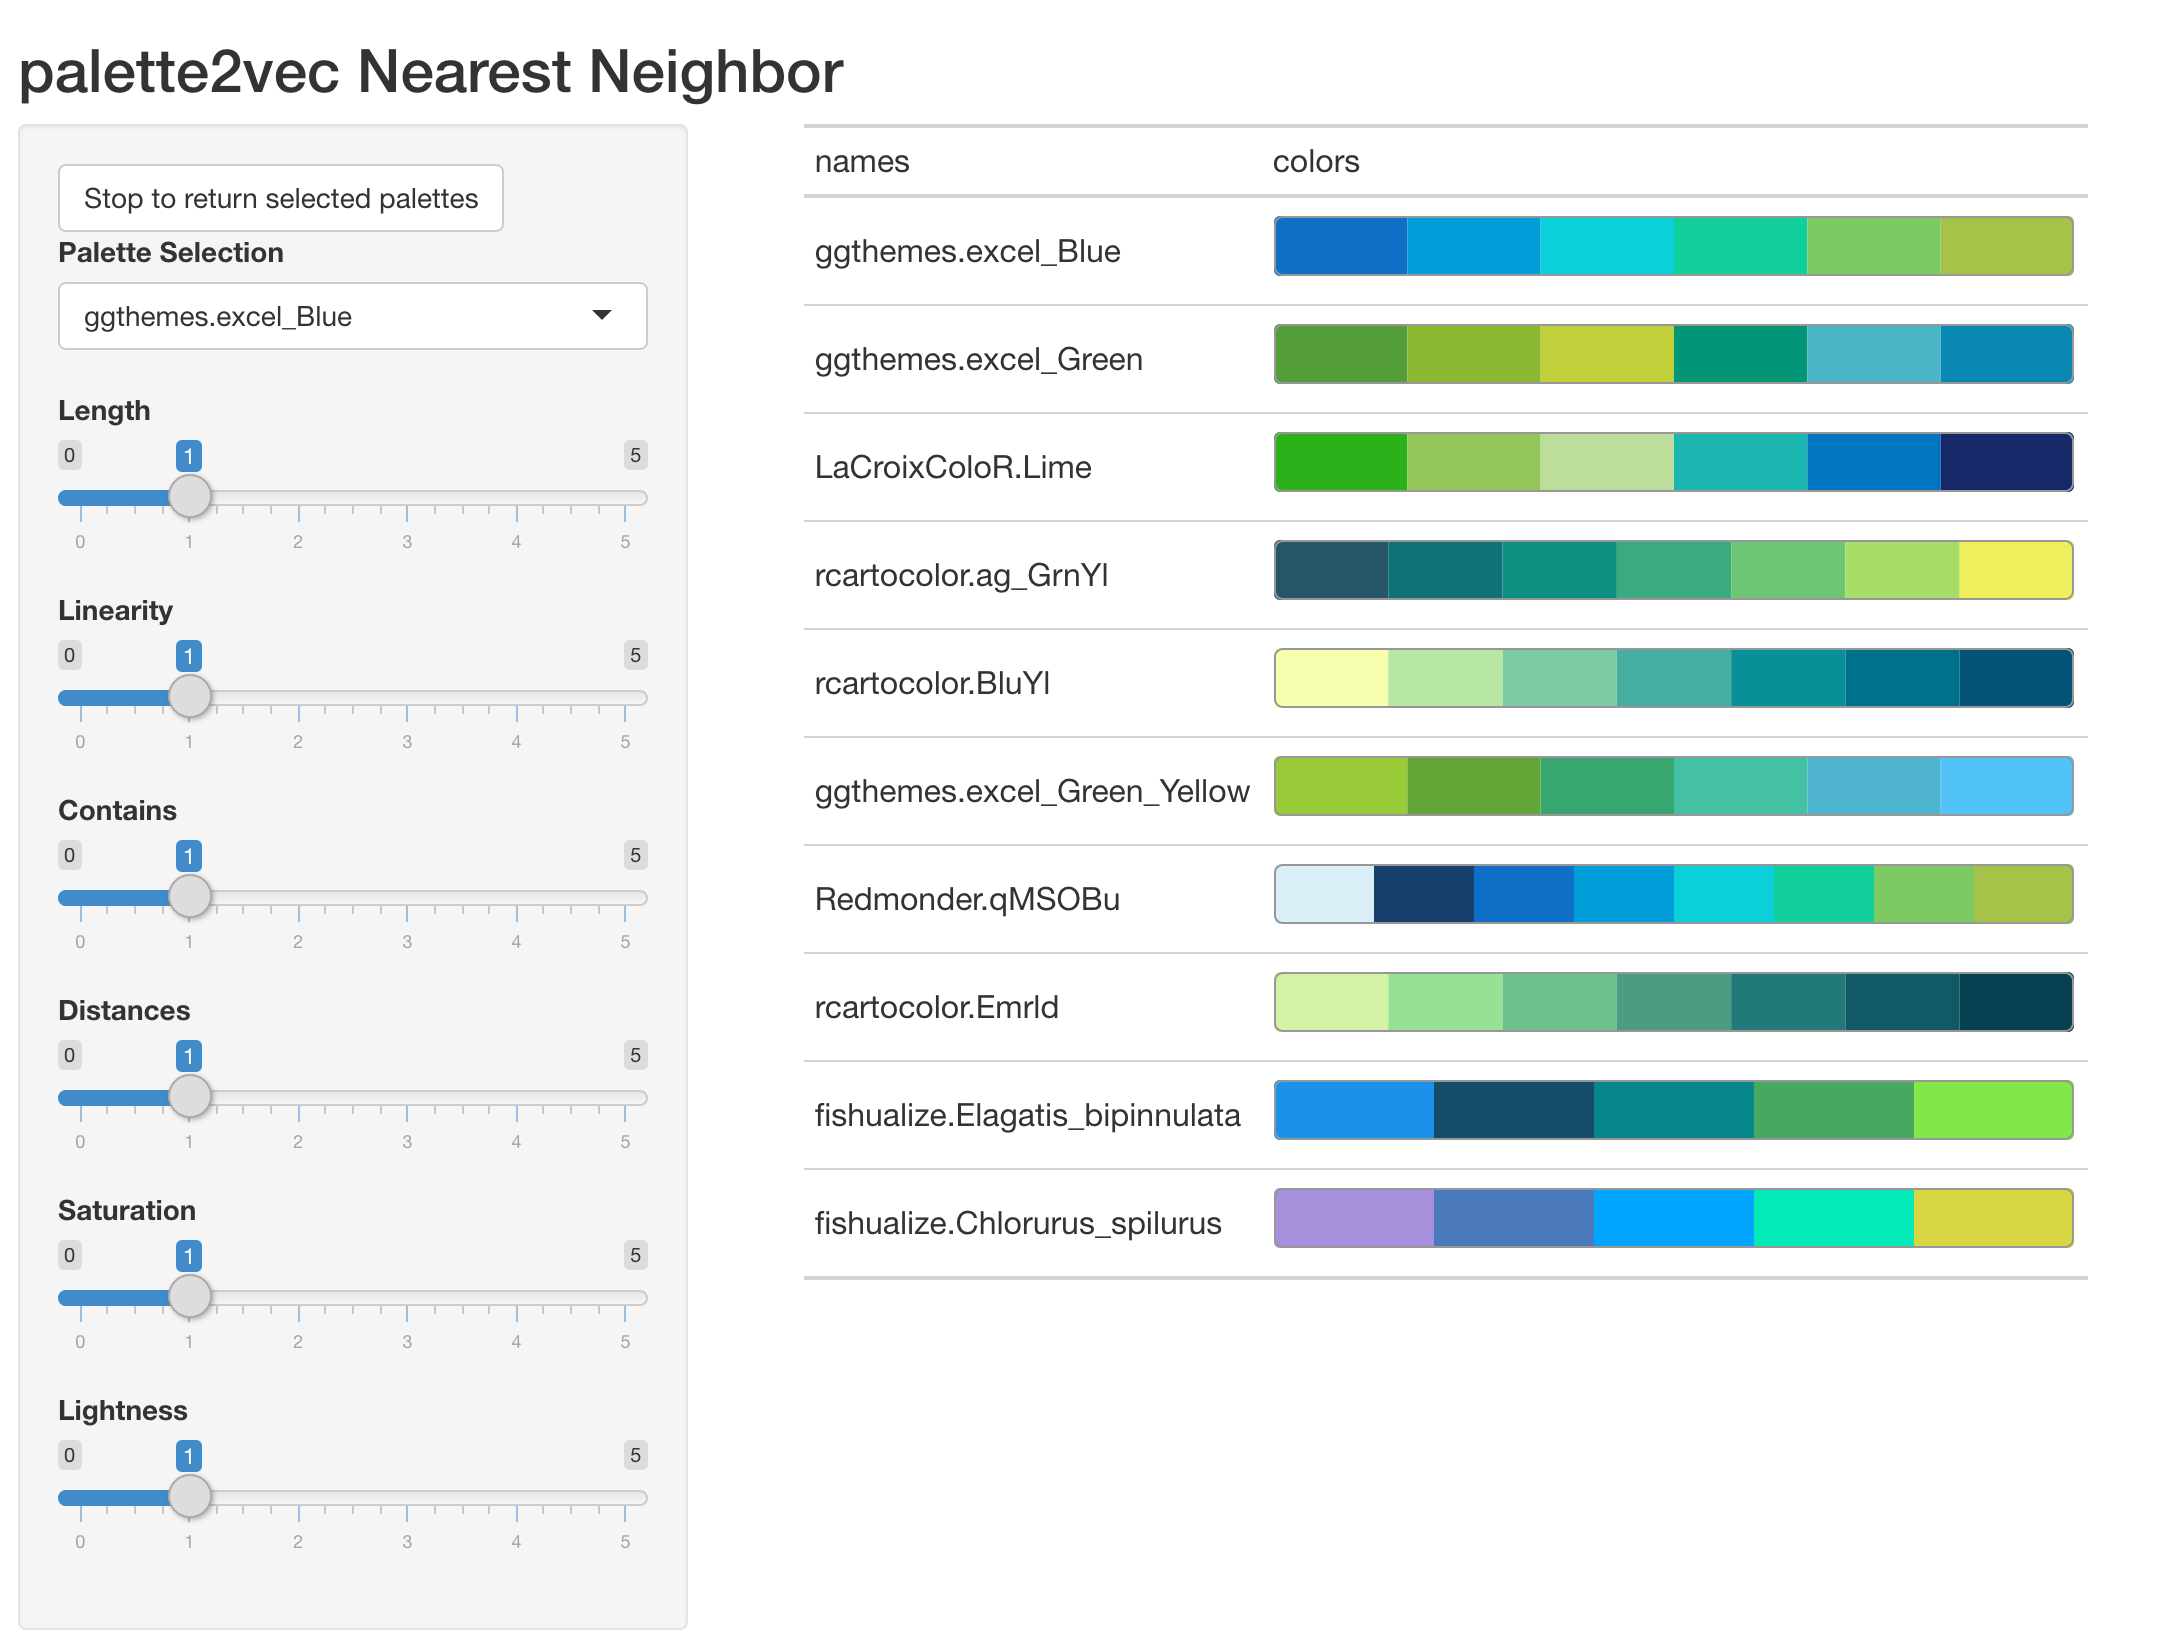 palette2vec Nearest Neighbor
Stop to return selected palettes
Palette Selection
ggthemes.excel_Blue
Length
0 1 5
0 1 2 3 4 5
Linearity
0 1 5
0 1 2 3 4 5
Contains
0 1 5
0 1 2 3 4 5
Distances
0 1 5
0 1 2 3 4 5
Saturation
0 1 5
0 1 2 3 4 5
Lightness
0 1 5
0 1 2 3 4 5
names colors
ggthemes.excel_Blue
ggthemes.excel_Green
LaCroixColoR.Lime
rcartocolor.ag_GrnYl
rcartocolor.BluYl
ggthemes.excel_Green_Yellow
Redmonder.qMSOBu
rcartocolor.Emrld
fishualize.Elagatis_bipinnulata
fishualize.Chlorurus_spilurus